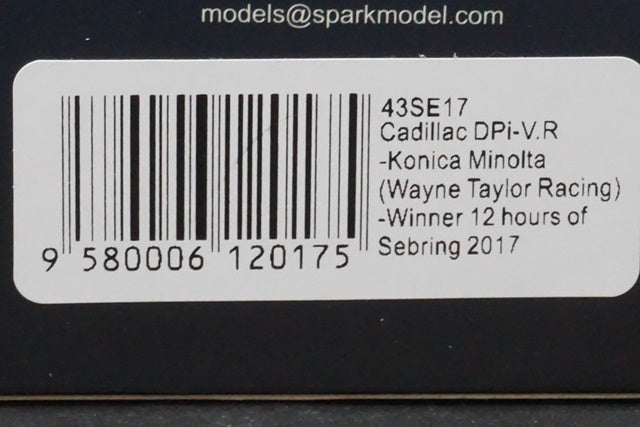 models@sparkmodel.com
43SE17
Cadillac DPi-V.R
-Konica Minolta
(Wayne Taylor Racing)
-Winner 12 hours of
Sebring 2017
9 580006 120175